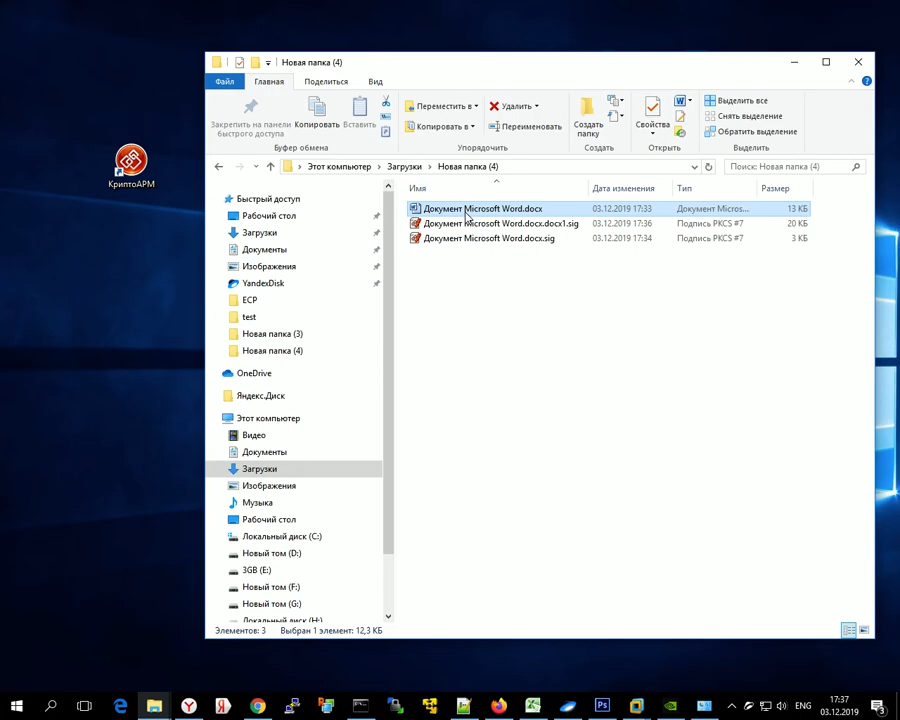 Новая папка (4)
Файл Главная Поделиться Вид
Закрепить на панели быстрого доступа
Копировать
Вставить
Переместить в
Копировать в
Удалить
Переименовать
Создать папку
Свойства
Выделить все
Снять выделение
Обратить выделение
Буфер обмена Упорядочить Создать Открыть Выделить
Этот компьютер Загрузки Новая папка (4)
Поиск: Новая папка (4)
КриптоАРМ
Имя Дата изменения Тип Размер
Документ Microsoft Word.docx 03.12.2019 17:33 Документ Micros... 13 КБ
Документ Microsoft Word.docx.docx1.sig 03.12.2019 17:36 Подпись PKCS #7 20 КБ
Документ Microsoft Word.docx.sig 03.12.2019 17:34 Подпись PKCS #7 3 КБ
Быстрый доступ
Рабочий стол
Загрузки
Документы
Изображения
YandexDisk
ECP
test
Новая папка (3)
Новая папка (4)
OneDrive
Яндекс.Диск
Этот компьютер
Видео
Документы
Загрузки
Изображения
Музыка
Рабочий стол
Локальный диск (C:)
Новый том (D:)
3GB (E:)
Новый том (F:)
Новый том (G:)
Локальный диск (H:)
Элементов: 3 Выбран 1 элемент: 12,3 КБ
Ps
ENG
17:37
03.12.2019
3